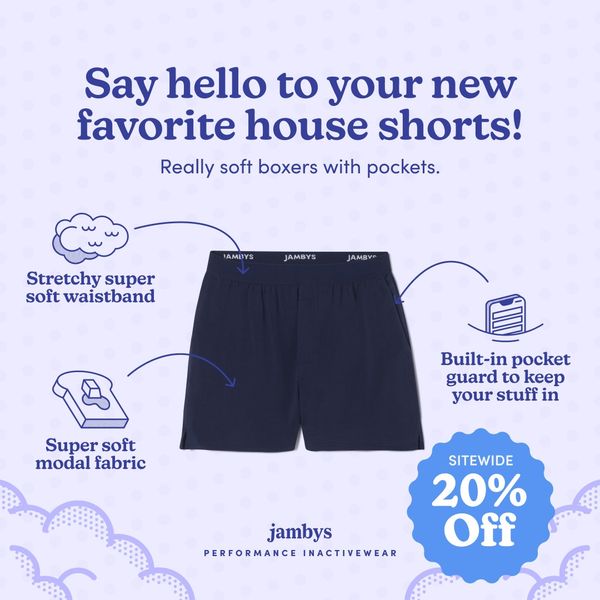 Say hello to your new
favorite house shorts!
Really soft boxers with pockets.
JAMBYS JAMBYS JAMBYS
Stretchy super
soft waistband
Built-in pocket
guard to keep
your stuff in
Super soft
modal fabric
SITEWIDE
20%
Off
jambys
PERFORMANCE INACTIVEWEAR